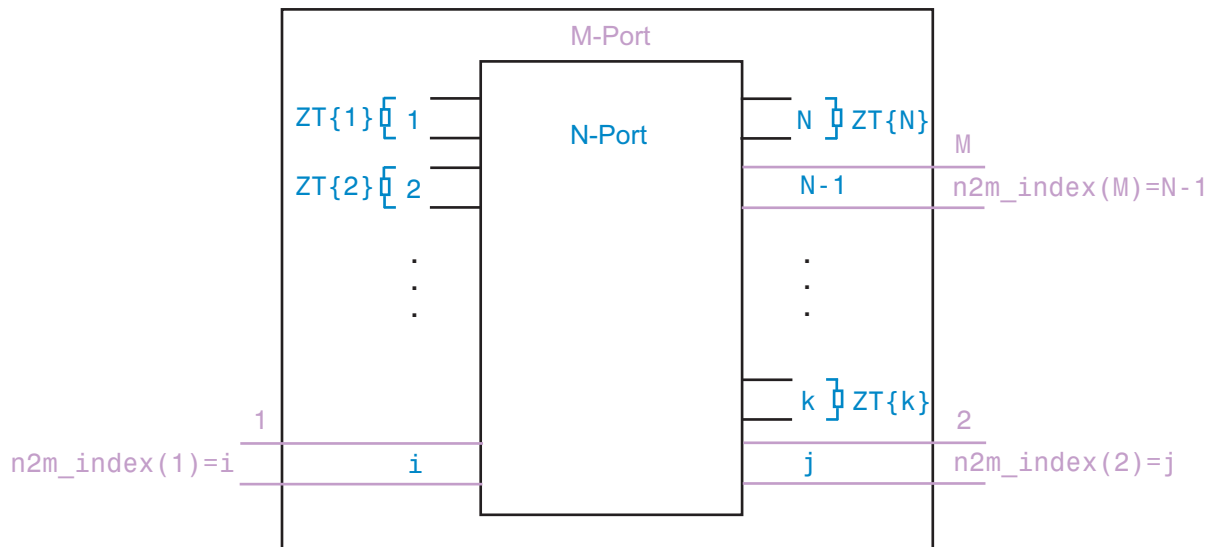 M-Port
ZT{1} 1
N ZT{N}
N-Port
M
ZT{2} 2
N-1 n2m_index(M)=N-1
k ZT{k}
1
2
n2m_index(1)=i i
j n2m_index(2)=j